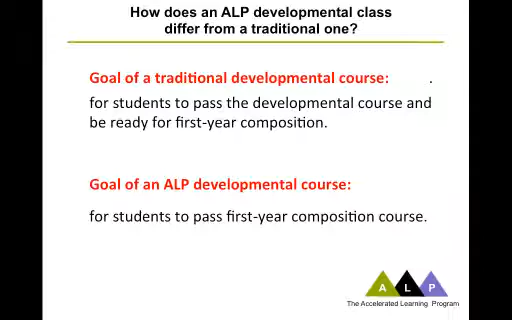 How does an ALP developmental class
differ from a traditional one?
Goal of a traditional developmental course: .
for students to pass the developmental course and
be ready for first-year composition.
Goal of an ALP developmental course:
for students to pass first-year composition course.
A L P
The Accelerated Learning Program